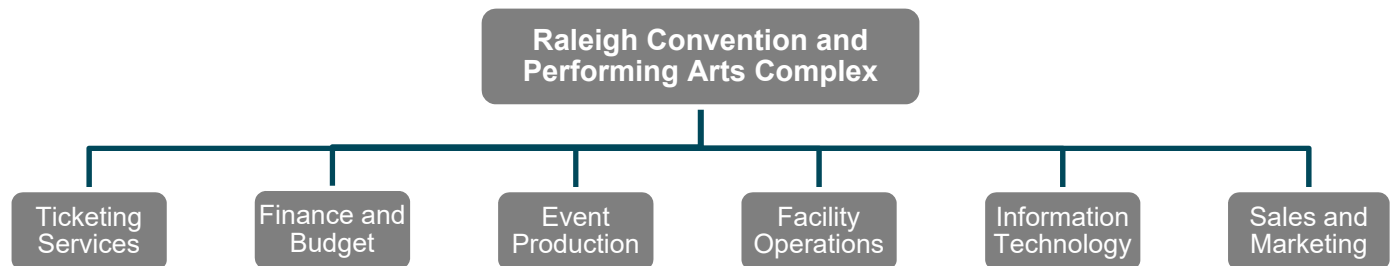 Raleigh Convention and
Performing Arts Complex
Ticketing
Services
Finance and
Budget
Event
Production
Facility
Operations
Information
Technology
Sales and
Marketing